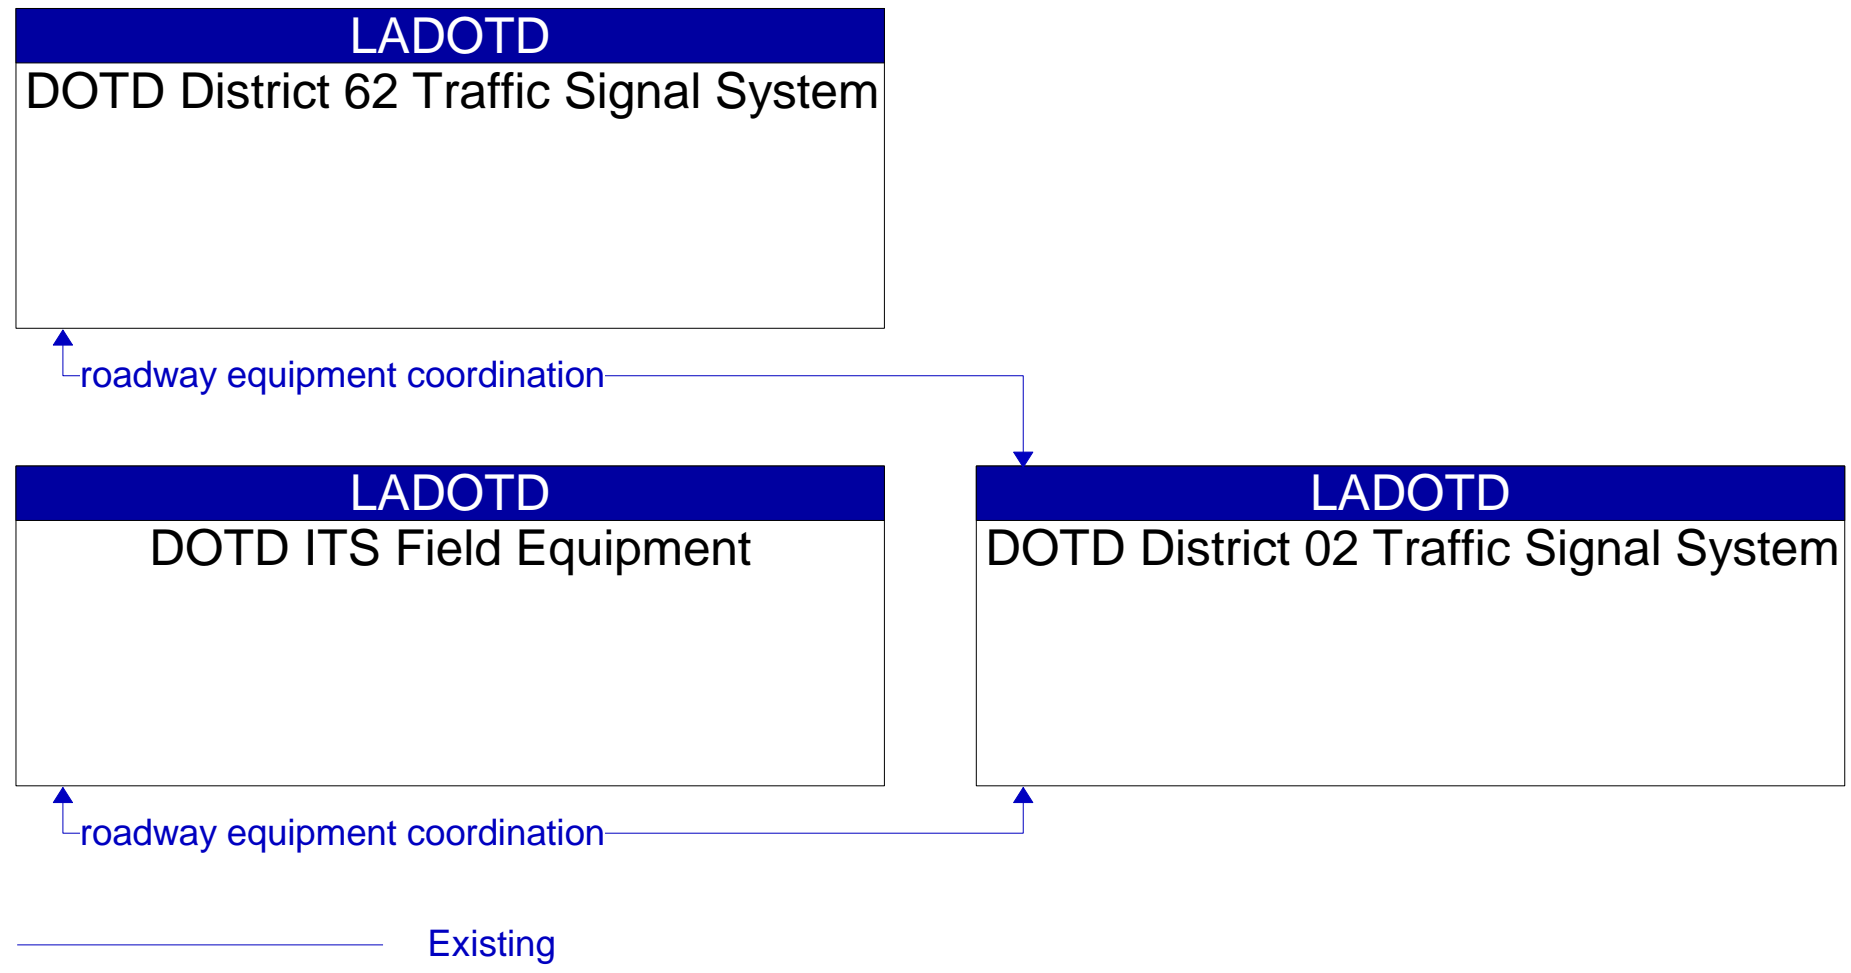 LADOTD
DOTD District 62 Traffic Signal System
roadway equipment coordination
LADOTD
DOTD ITS Field Equipment
LADOTD
DOTD District 02 Traffic Signal System
roadway equipment coordination
Existing